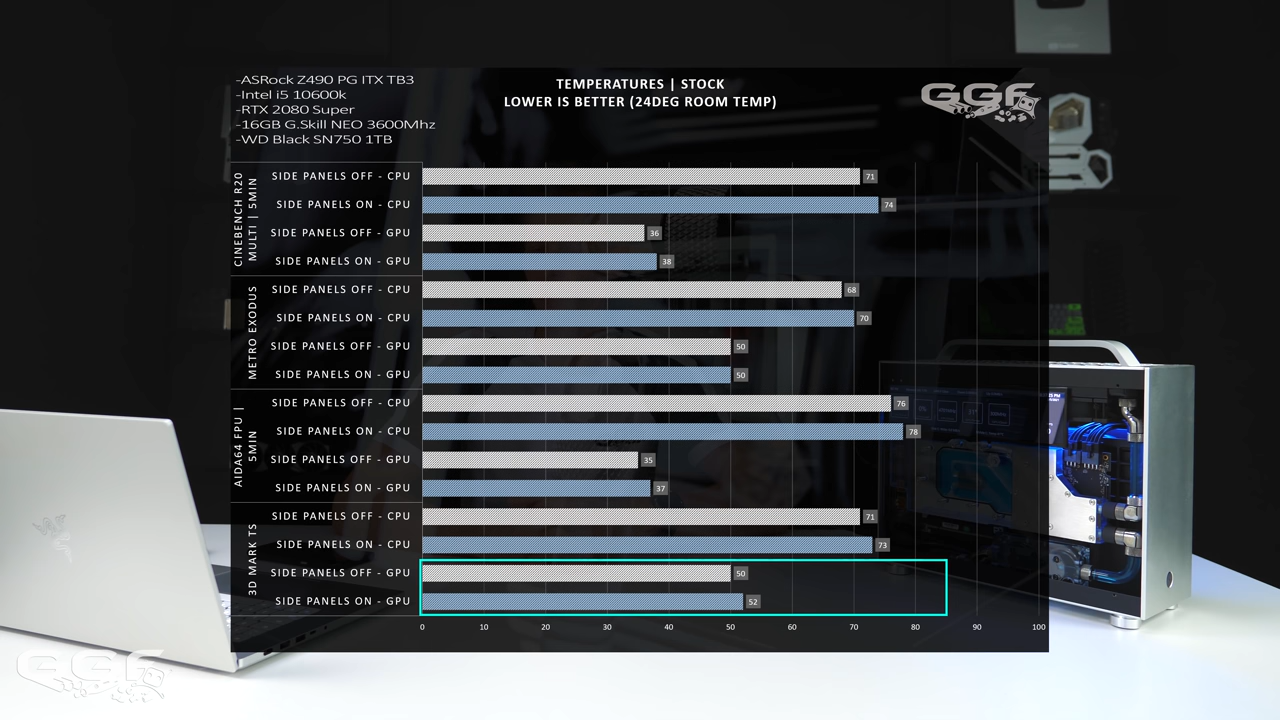 -ASRock Z490 PG ITX TB3
-Intel i5 10600k
-RTX 2080 Super
-16GB G.Skill NEO 3600Mhz
-WD Black SN750 1TB
TEMPERATURES | STOCK
LOWER IS BETTER (24DEG ROOM TEMP)
GGF
CINEBENCH R20
MULTI | 5MIN
SIDE PANELS OFF - CPU 71
SIDE PANELS ON - CPU 74
SIDE PANELS OFF - GPU 36
SIDE PANELS ON - GPU 38
METRO EXODUS
SIDE PANELS OFF - CPU 68
SIDE PANELS ON - CPU 70
SIDE PANELS OFF - GPU 50
SIDE PANELS ON - GPU 50
AIDA64 FPU |
5MIN
SIDE PANELS OFF - CPU 76
SIDE PANELS ON - CPU 78
SIDE PANELS OFF - GPU 35
SIDE PANELS ON - GPU 37
3D MARK TS
SIDE PANELS OFF - CPU 71
SIDE PANELS ON - CPU 73
SIDE PANELS OFF - GPU 50
SIDE PANELS ON - GPU 52
0 10 20 30 40 50 60 70 80 90 100
GGF